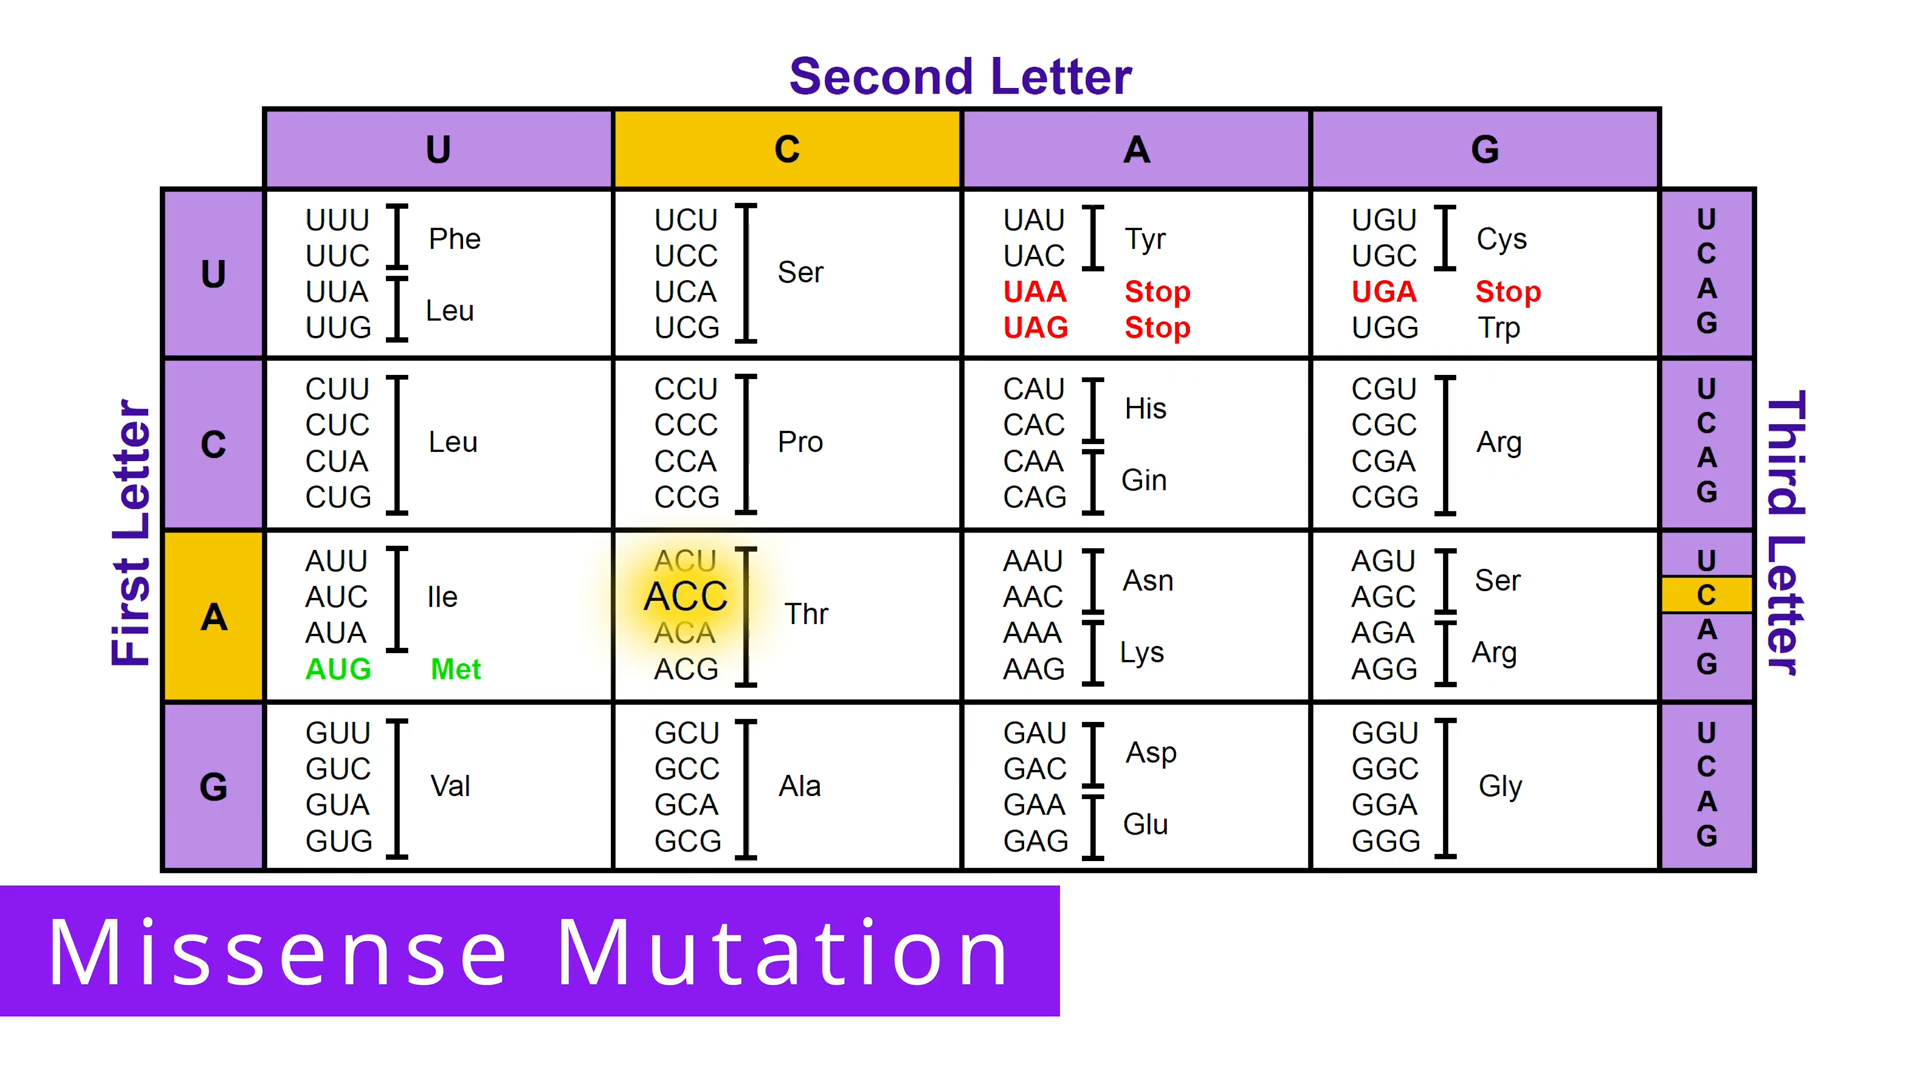 Second Letter
U C A G
First Letter
Third Letter
U
UUU
UUC
Phe
UUA
UUG
Leu
UCU
UCC
UCA
UCG
Ser
UAU
UAC
Tyr
UAA Stop
UAG Stop
UGU
UGC
Cys
UGA Stop
UGG Trp
U
C
A
G
C
CUU
CUC
CUA
CUG
Leu
CCU
CCC
CCA
CCG
Pro
CAU
CAC
His
CAA
CAG
Gin
CGU
CGC
CGA
CGG
Arg
U
C
A
G
A
AUU
AUC
AUA
Ile
AUG Met
ACU
ACC
ACA
ACG
Thr
AAU
AAC
Asn
AAA
AAG
Lys
AGU
AGC
Ser
AGA
AGG
Arg
U
C
A
G
G
GUU
GUC
GUA
GUG
Val
GCU
GCC
GCA
GCG
Ala
GAU
GAC
Asp
GAA
GAG
Glu
GGU
GGC
GGA
GGG
Gly
U
C
A
G
Missense Mutation